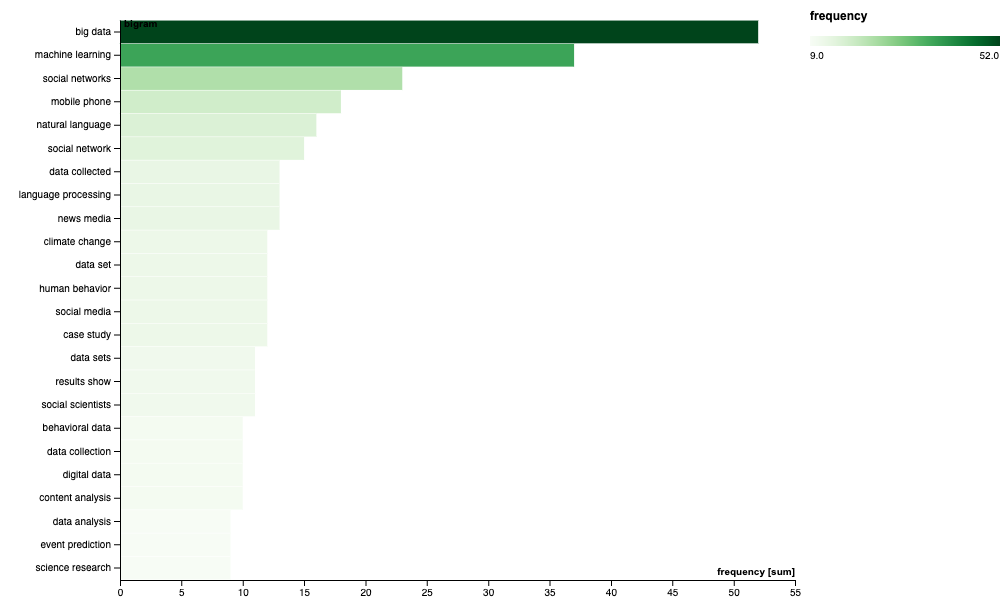 bigram
frequency
9.0 52.0
big data
machine learning
social networks
mobile phone
natural language
social network
data collected
language processing
news media
climate change
data set
human behavior
social media
case study
data sets
results show
social scientists
behavioral data
data collection
digital data
content analysis
data analysis
event prediction
science research
frequency [sum]
0 5 10 15 20 25 30 35 40 45 50 55